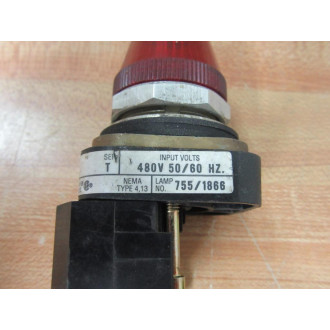 SER INPUT VOLTS
T 480V 50/60 HZ.
NEMA TYPE 4,13 LAMP NO. 755/1866